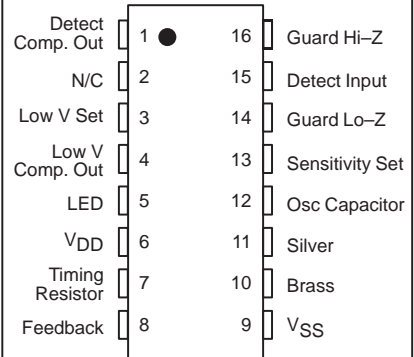 Detect
Comp. Out 1 16 Guard Hi–Z
N/C 2 15 Detect Input
Low V Set 3 14 Guard Lo–Z
Low V
Comp. Out 4 13 Sensitivity Set
LED 5 12 Osc Capacitor
VDD 6 11 Silver
Timing
Resistor 7 10 Brass
Feedback 8 9 VSS